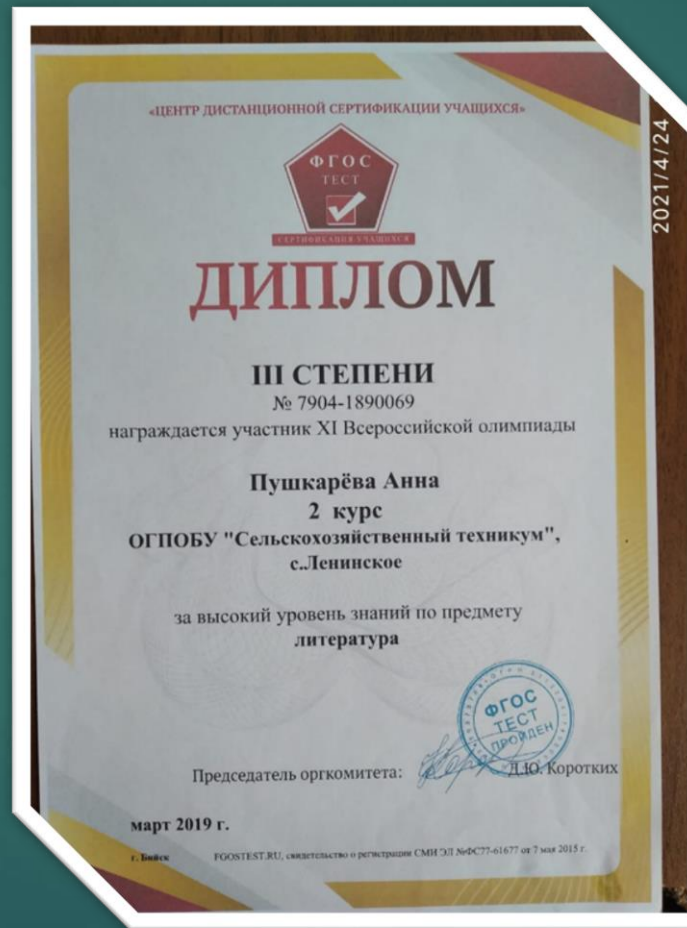 «ЦЕНТР ДИСТАНЦИОННОЙ СЕРТИФИКАЦИИ УЧАЩИХСЯ»
ФГОС
ТЕСТ
СЕРТИФИКАЦИЯ УЧАЩИХСЯ
ДИПЛОМ
III СТЕПЕНИ
№ 7904-1890069
награждается участник XI Всероссийской олимпиады
Пушкарёва Анна
2 курс
ОГПОБУ "Сельскохозяйственный техникум",
с.Ленинское
за высокий уровень знаний по предмету
литература
ФГОС
ТЕСТ
ПРОЙДЕН
Председатель оргкомитета:
Д.Ю. Коротких
март 2019 г.
г. Бийск
FGOSTEST.RU, свидетельство о регистрации СМИ ЭЛ №ФС77-61677 от 7 мая 2015 г.
2021/4/24